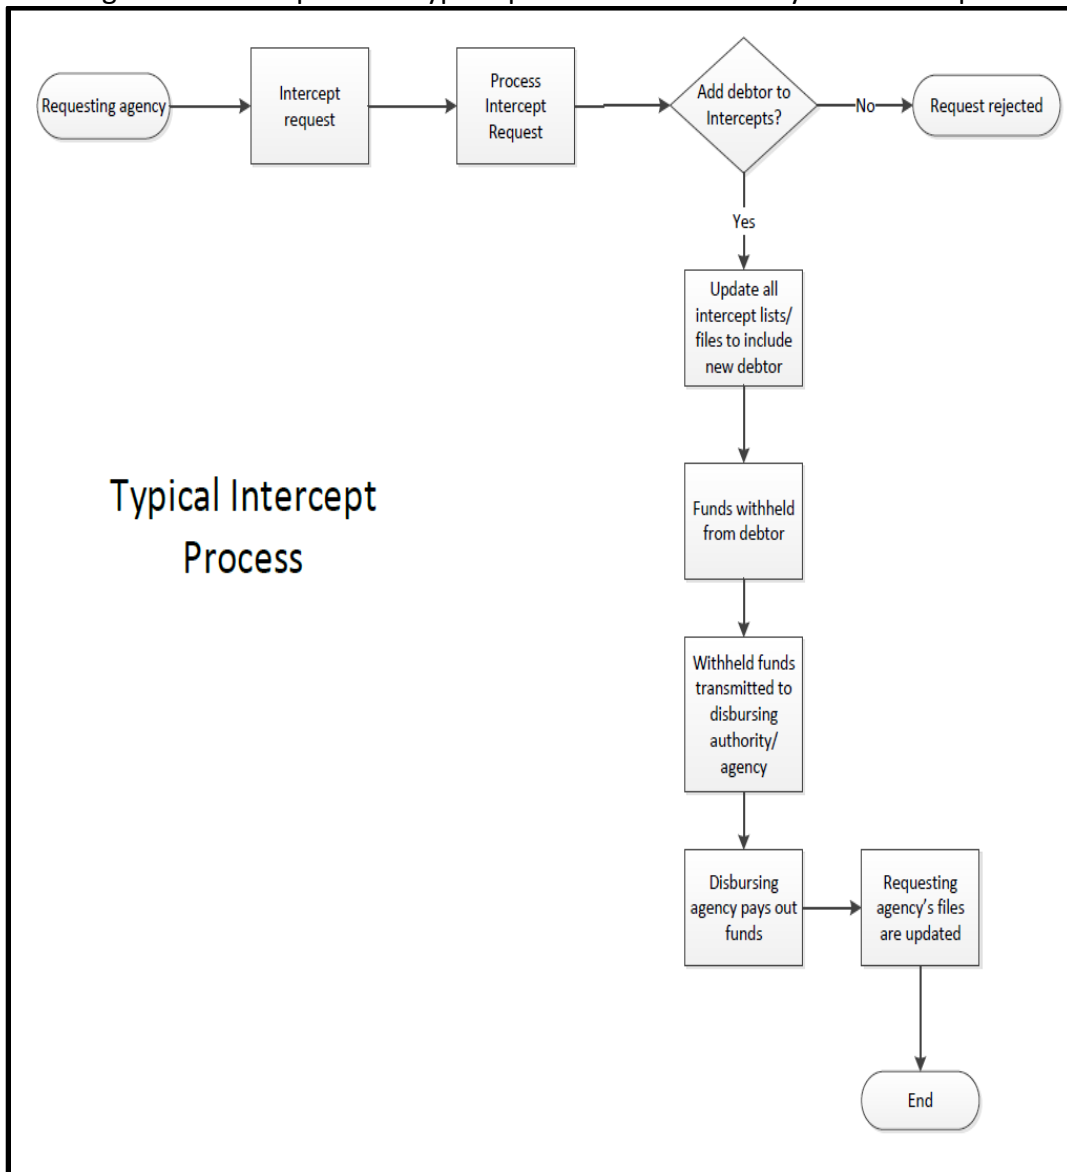 Requesting agency
Intercept
request
Process
Intercept
Request
Add debtor to
Intercepts?
No
Request rejected
Yes
Update all
intercept lists/
files to include
new debtor
Typical Intercept
Process
Funds withheld
from debtor
Withheld funds
transmitted to
disbursing
authority/
agency
Disbursing
agency pays out
funds
Requesting
agency's files
are updated
End